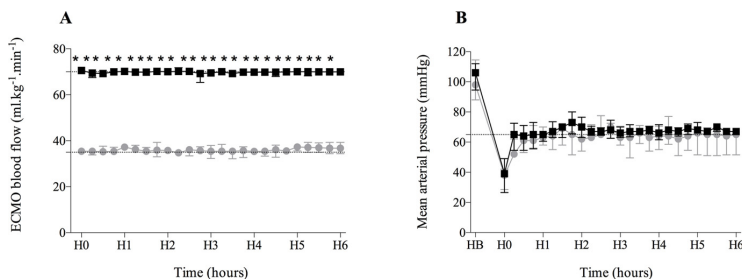 A
B
* ** ** ** ** ** ** ** ** ** ** ** *** *
ECMO blood flow (ml.kg⁻¹.min⁻¹)
80
60
40
20
0
H0 H1 H2 H3 H4 H5 H6
Time (hours)
Mean arterial pressure (mmHg)
120
100
80
60
40
20
0
HB H0 H1 H2 H3 H4 H5 H6
Time (hours)